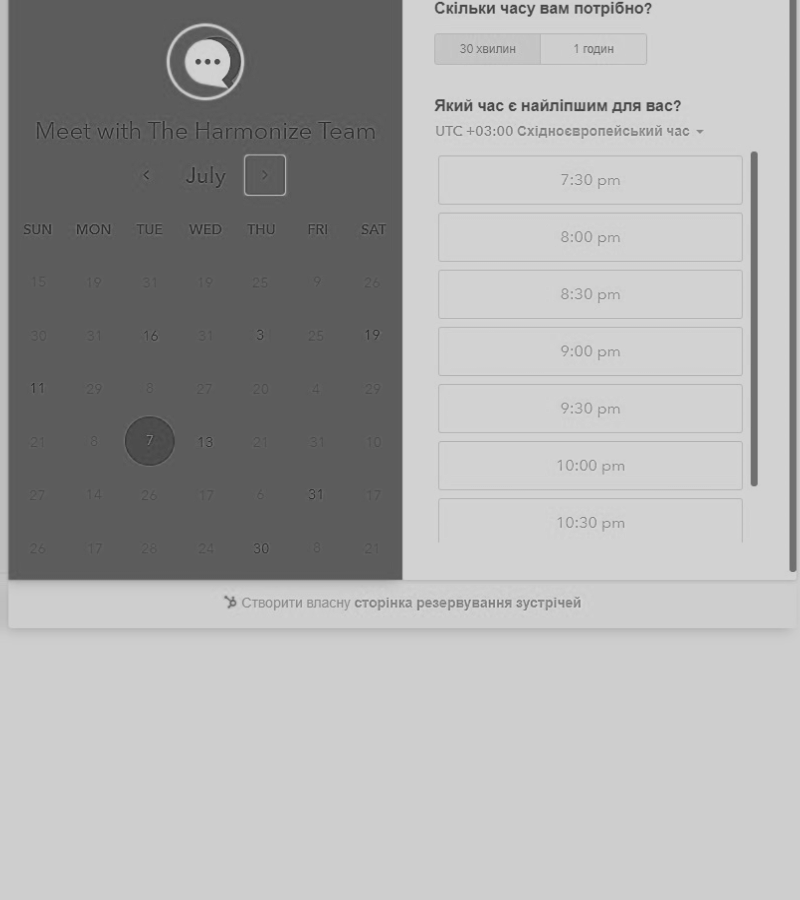 Meet with The Harmonize Team
July
SUN MON TUE WED THU FRI SAT
15 19 31 19 25 9 26
30 31 16 31 3 25 19
11 29 8 27 20 4 29
21 8 7 13 21 31 10
27 14 26 17 6 31 17
26 17 28 24 30 8 21
Скільки часу вам потрібно?
30 хвилин 1 годин
Який час є найліпшим для вас?
UTC +03:00 Східноєвропейський час
7:30 pm
8:00 pm
8:30 pm
9:00 pm
9:30 pm
10:00 pm
10:30 pm
Створити власну сторінка резервування зустрічей